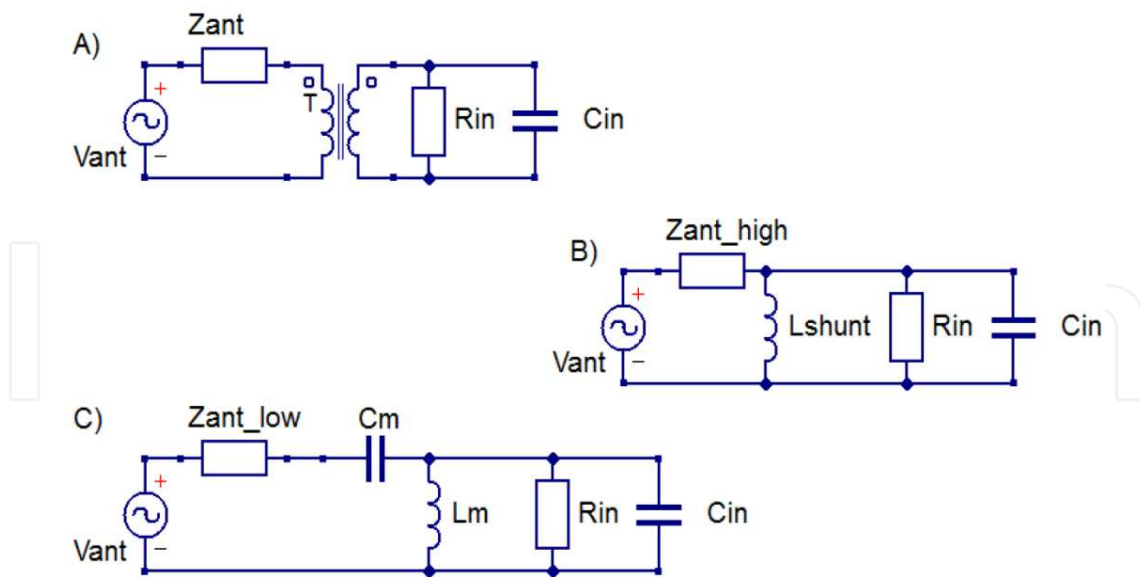 A)
Zant
T
Rin
Cin
+
Vant
−
B)
Zant_high
+
Lshunt
Rin
Cin
Vant
−
C)
Zant_low
Cm
+
Lm
Rin
Cin
Vant
−